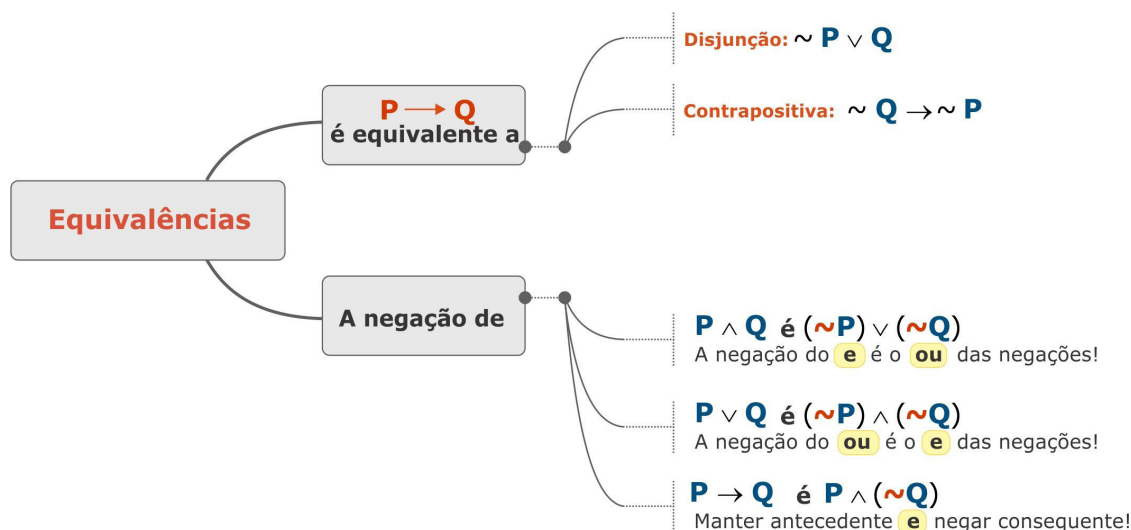 Equivalências
P ⟶ Q
é equivalente a
Disjunção: ~ P ∨ Q
Contrapositiva: ~ Q → ~ P
A negação de
P ∧ Q é (~P) ∨ (~Q)
A negação do e é o ou das negações!
P ∨ Q é (~P) ∧ (~Q)
A negação do ou é o e das negações!
P → Q é P ∧ (~Q)
Manter antecedente e negar consequente!